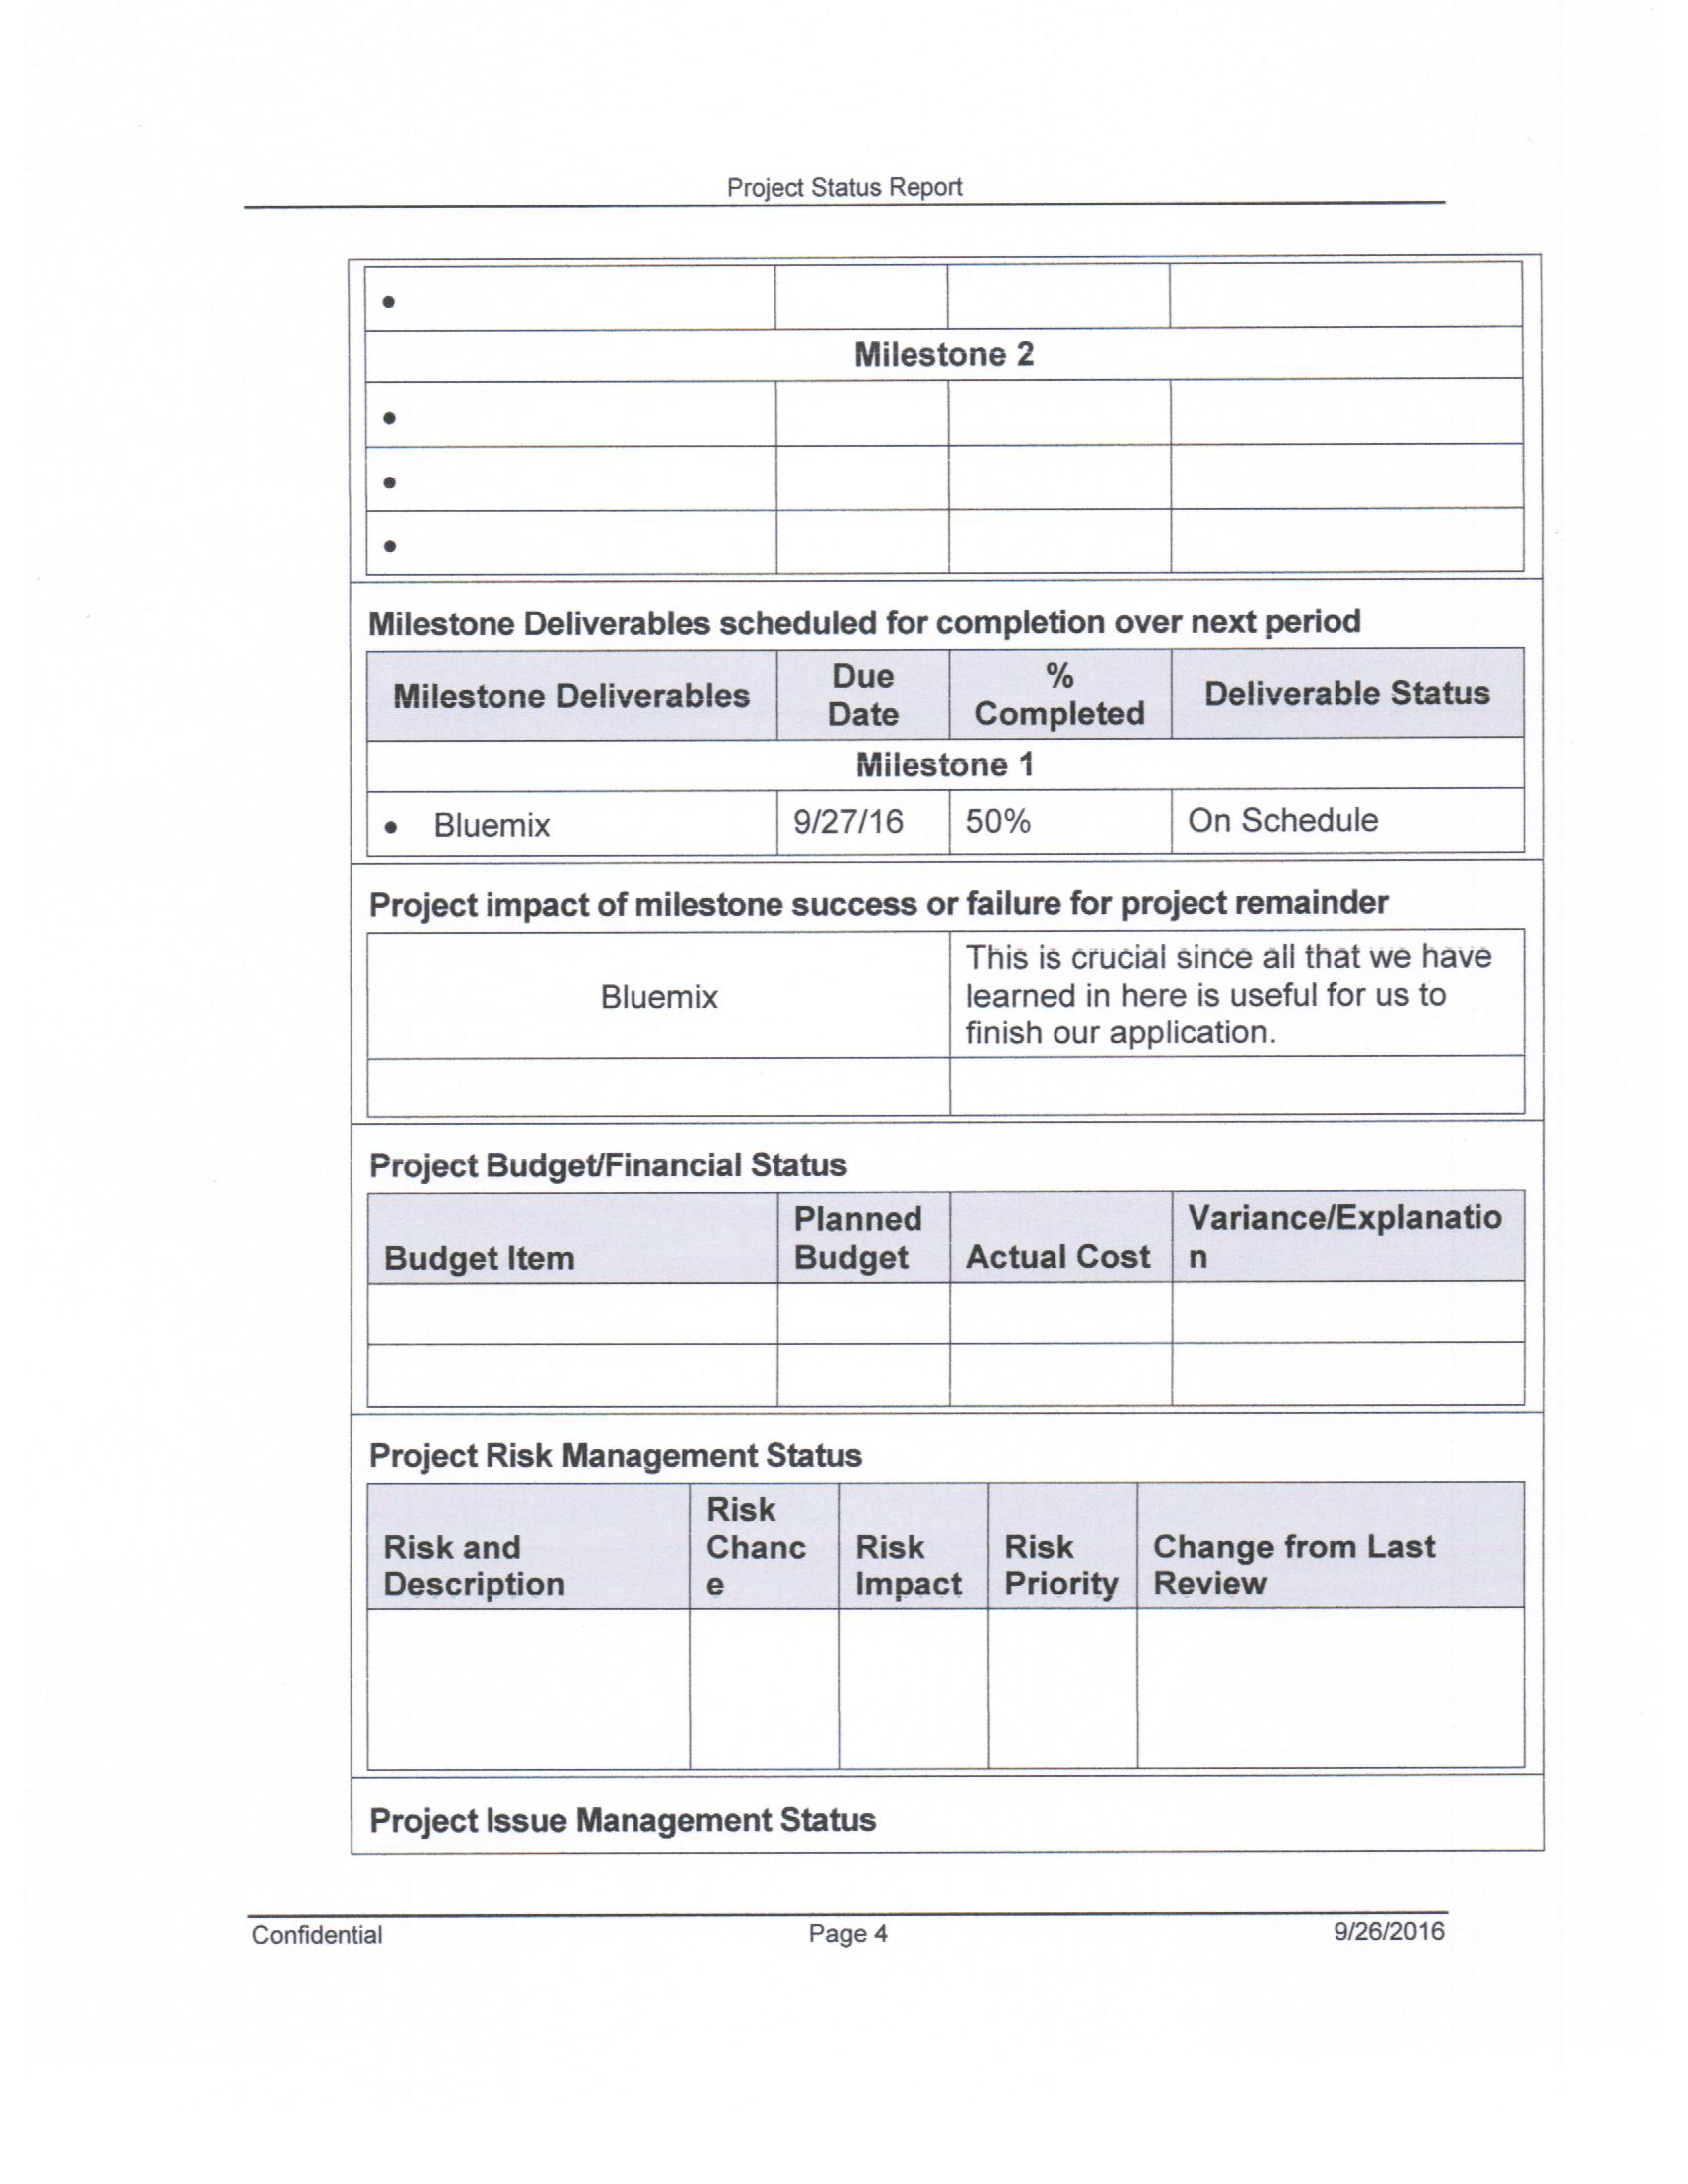 Project Status Report
•
Milestone 2
•
•
•
Milestone Deliverables scheduled for completion over next period
Milestone Deliverables
Due
Date
%
Completed
Deliverable Status
Milestone 1
• Bluemix
9/27/16
50%
On Schedule
Project impact of milestone success or failure for project remainder
Bluemix
This is crucial since all that we have
learned in here is useful for us to
finish our application.
Project Budget/Financial Status
Budget Item
Planned
Budget
Actual Cost
Variance/Explanatio
n
Project Risk Management Status
Risk and
Description
Risk
Chanc
e
Risk
Impact
Risk
Priority
Change from Last
Review
Project Issue Management Status
Confidential
Page 4
9/26/2016